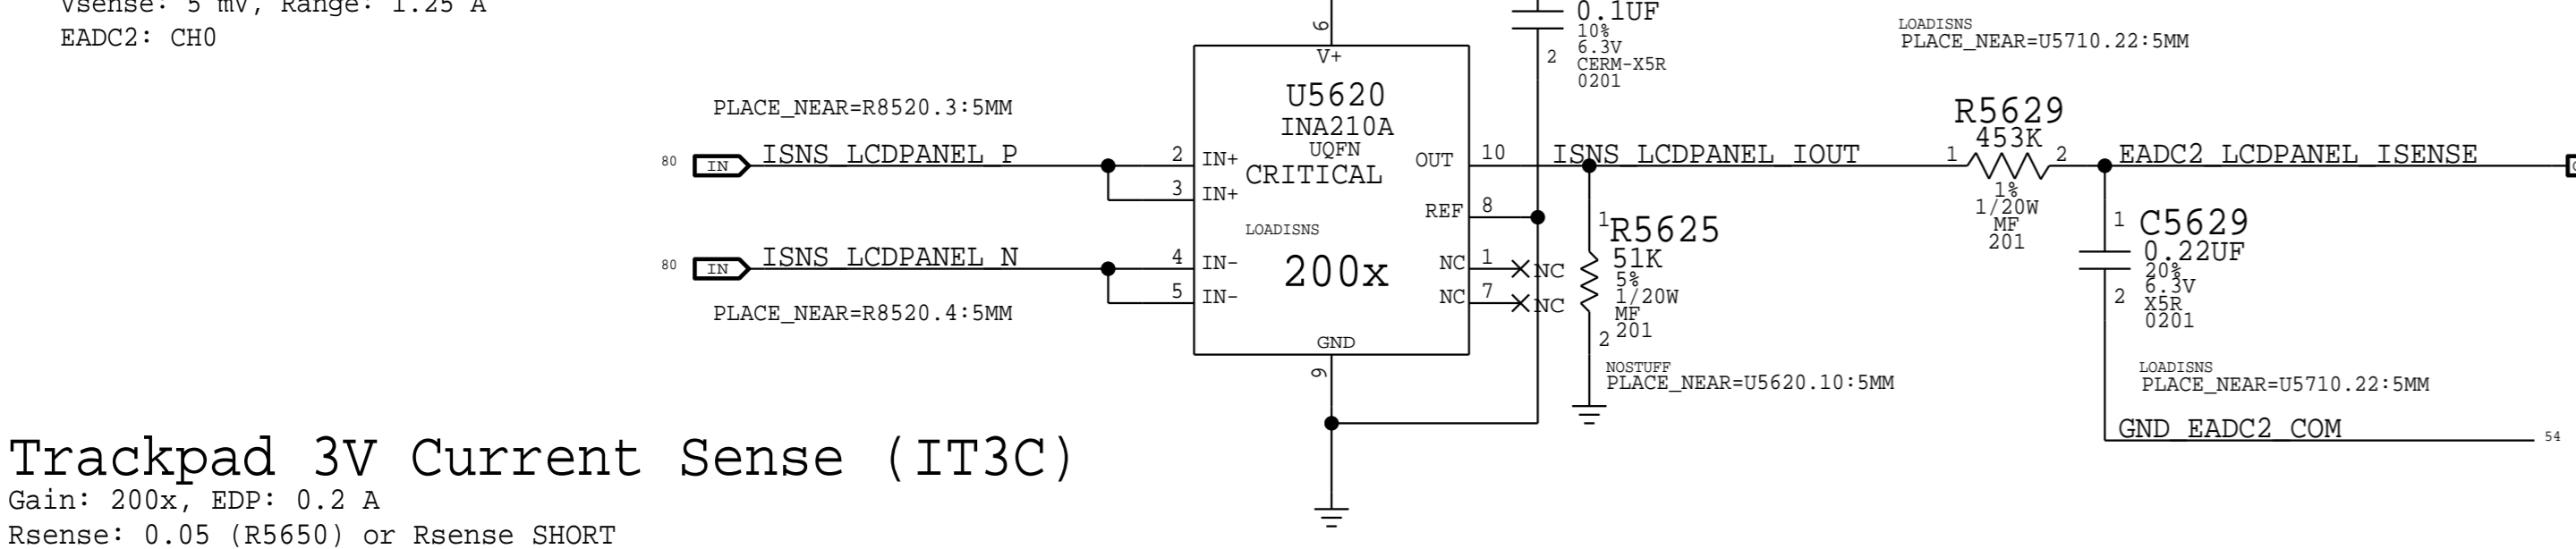 Vsense: 5 mV, Range: 1.25 A
EADC2: CH0
6
V+
U5620
INA210A
UQFN
CRITICAL
LOADISNS
200x
PLACE_NEAR=R8520.3:5MM
80 IN ISNS_LCDPANEL_P 2 IN+
3 IN+
80 IN ISNS_LCDPANEL_N 4 IN-
5 IN-
PLACE_NEAR=R8520.4:5MM
OUT 10 ISNS_LCDPANEL_IOUT
REF 8
NC 1 NC
NC 7 NC
GND
9
0.1UF
10%
6.3V
2 CERM-X5R
0201
1 R5625
51K
5%
1/20W
MF
2 201
NOSTUFF
PLACE_NEAR=U5620.10:5MM
LOADISNS
PLACE_NEAR=U5710.22:5MM
R5629
453K
1 2
1%
1/20W
MF
201
EADC2_LCDPANEL_ISENSE
1 C5629
0.22UF
20%
6.3V
2 X5R
0201
LOADISNS
PLACE_NEAR=U5710.22:5MM
GND_EADC2_COM 54
Trackpad 3V Current Sense (IT3C)
Gain: 200x, EDP: 0.2 A
Rsense: 0.05 (R5650) or Rsense SHORT